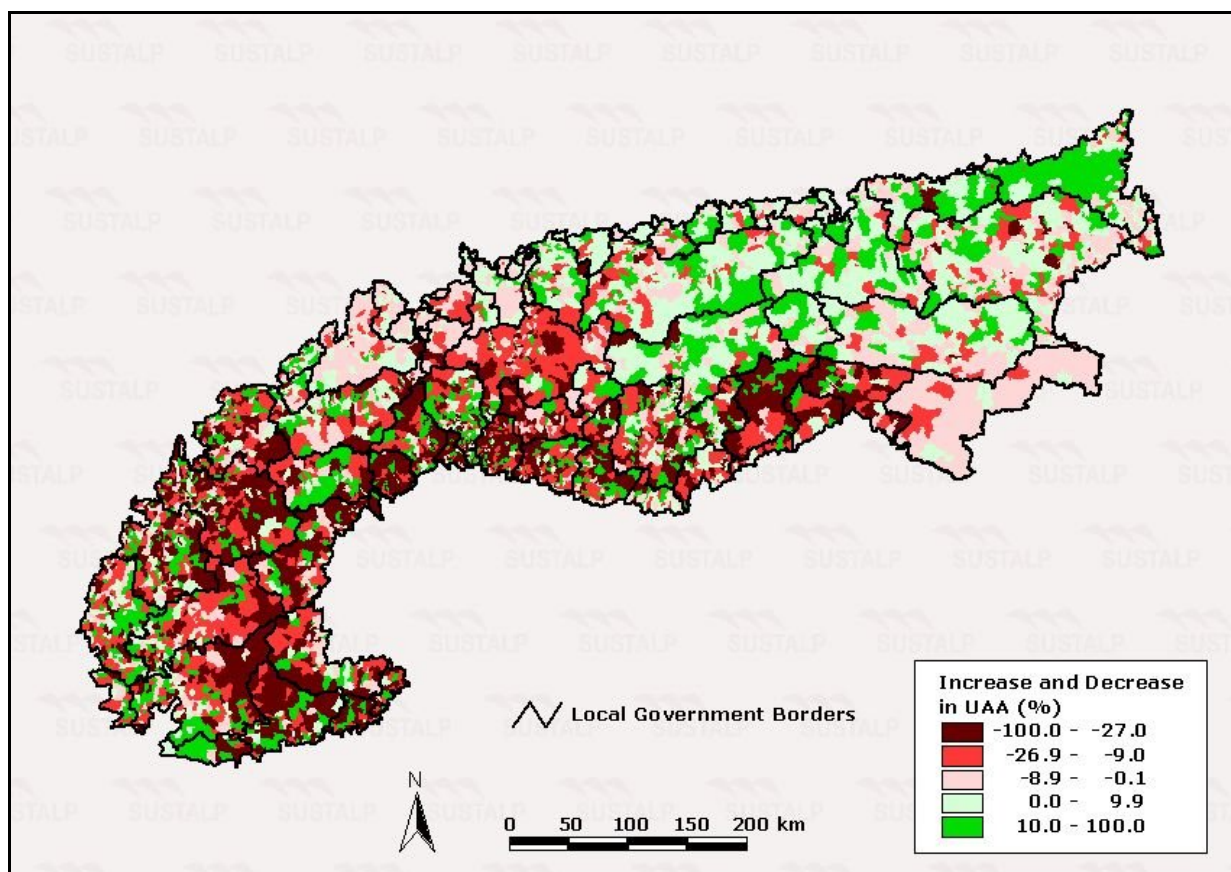 SUSTALP
Local Government Borders
N
0 50 100 150 200 km
Increase and Decrease
in UAA (%)
-100.0 - -27.0
-26.9 - -9.0
-8.9 - -0.1
0.0 - 9.9
10.0 - 100.0